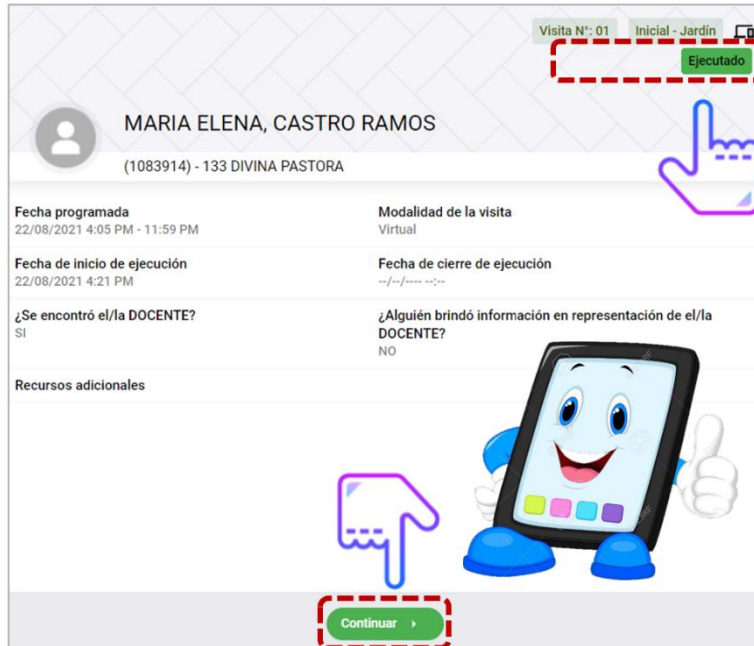 Visita N°: 01 Inicial - Jardín
Ejecutado
MARIA ELENA, CASTRO RAMOS
(1083914) - 133 DIVINA PASTORA
Fecha programada
22/08/2021 4:05 PM - 11:59 PM
Modalidad de la visita
Virtual
Fecha de inicio de ejecución
22/08/2021 4:21 PM
Fecha de cierre de ejecución
--/--/---- --:--
¿Se encontró el/la DOCENTE?
SI
¿Alguién brindó información en representación de el/la
DOCENTE?
NO
Recursos adicionales
Continuar